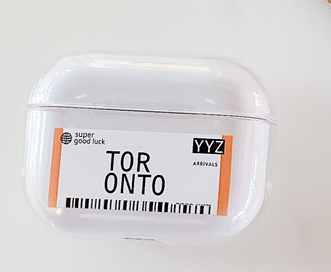 super
good luck
YYZ
ARRIVALS
TOR
ONTO